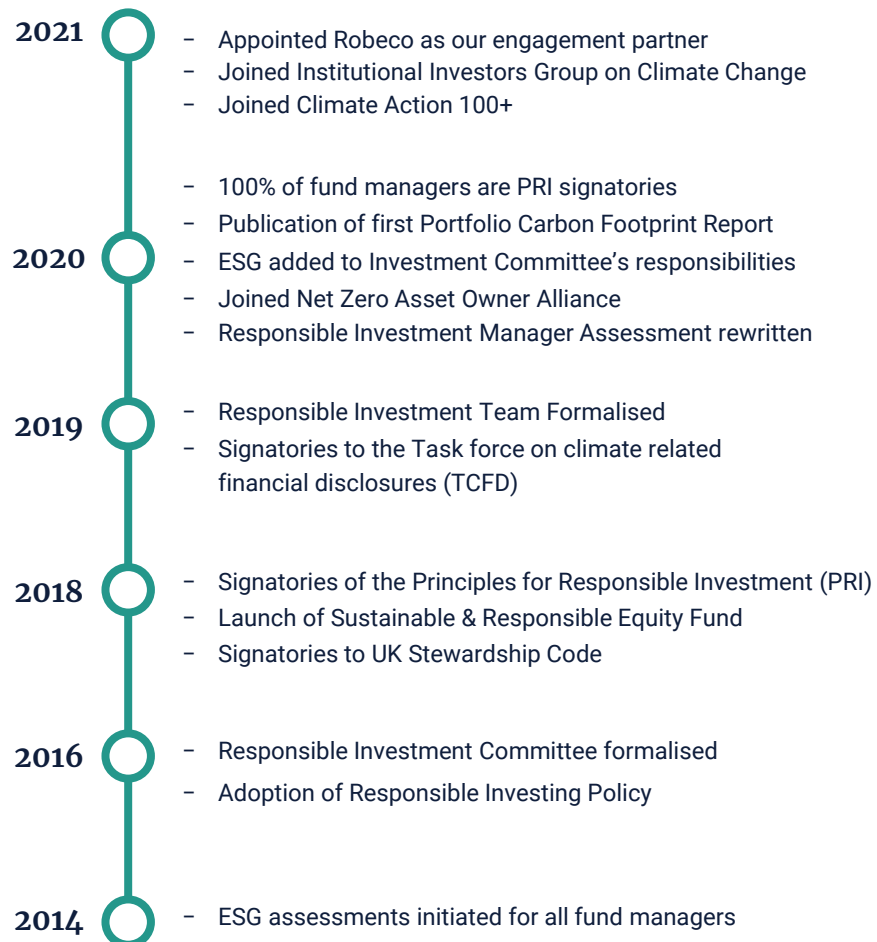 2021
- Appointed Robeco as our engagement partner
- Joined Institutional Investors Group on Climate Change
- Joined Climate Action 100+
2020
- 100% of fund managers are PRI signatories
- Publication of first Portfolio Carbon Footprint Report
- ESG added to Investment Committee’s responsibilities
- Joined Net Zero Asset Owner Alliance
- Responsible Investment Manager Assessment rewritten
2019
- Responsible Investment Team Formalised
- Signatories to the Task force on climate related
financial disclosures (TCFD)
2018
- Signatories of the Principles for Responsible Investment (PRI)
- Launch of Sustainable & Responsible Equity Fund
- Signatories to UK Stewardship Code
2016
- Responsible Investment Committee formalised
- Adoption of Responsible Investing Policy
2014
- ESG assessments initiated for all fund managers